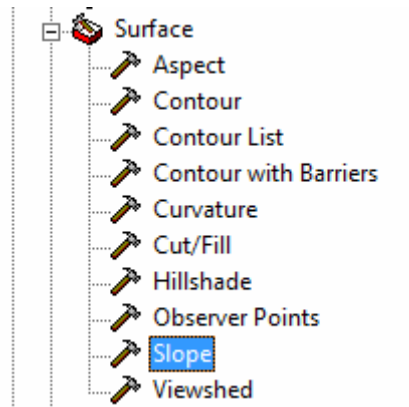 Surface
Aspect
Contour
Contour List
Contour with Barriers
Curvature
Cut/Fill
Hillshade
Observer Points
Slope
Viewshed